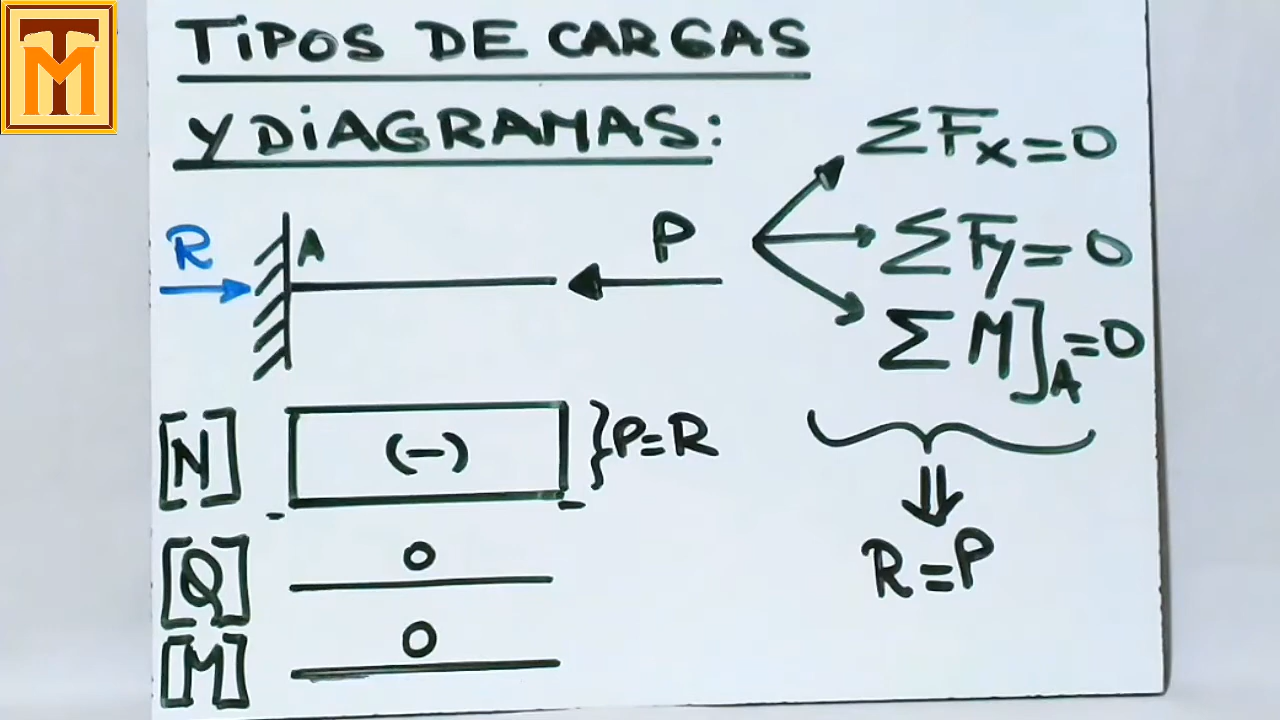 TM
TiPOS DE CARGAS
Y DiAGRAMAS:
ΣFx=0
ΣFy=0
ΣM]A=0
R
A
P
[N]
(-)
}P=R
- -
[Q]
0
[M]
0
R=P